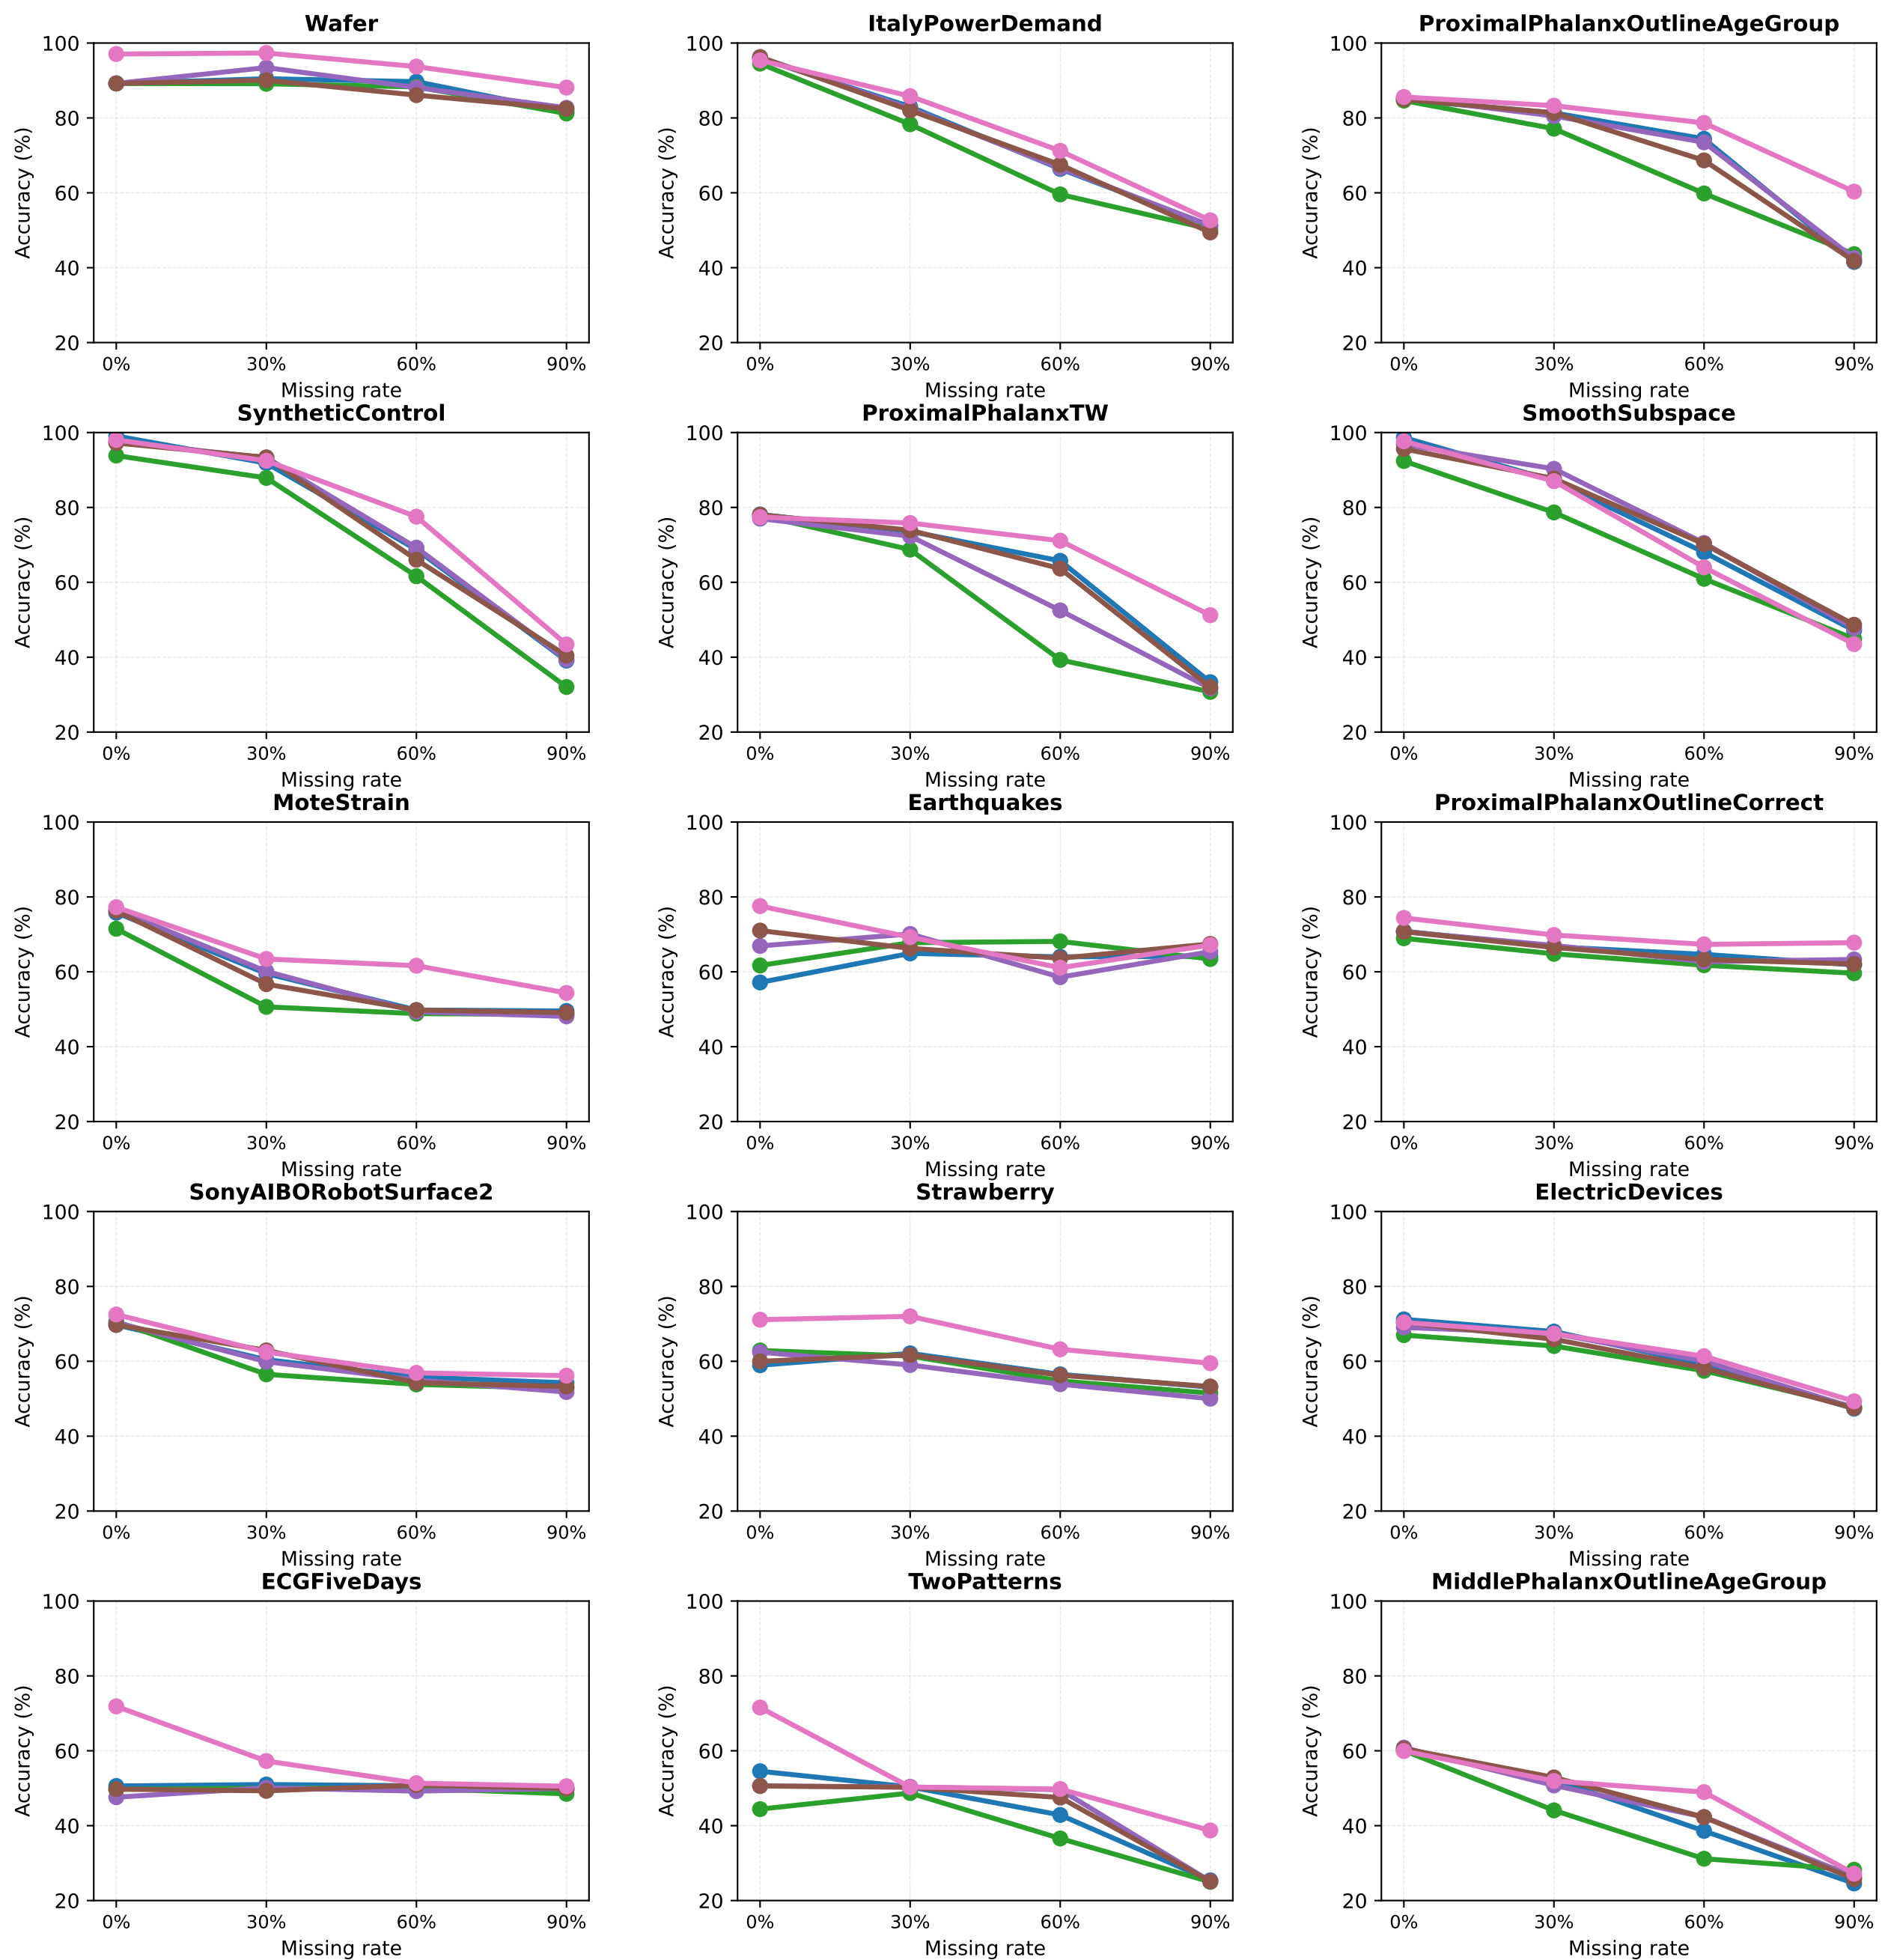 Wafer
Accuracy (%)
100
80
60
40
20
0% 30% 60% 90%
Missing rate
ItalyPowerDemand
Accuracy (%)
100
80
60
40
20
0% 30% 60% 90%
Missing rate
ProximalPhalanxOutlineAgeGroup
Accuracy (%)
100
80
60
40
20
0% 30% 60% 90%
Missing rate
SyntheticControl
Accuracy (%)
100
80
60
40
20
0% 30% 60% 90%
Missing rate
ProximalPhalanxTW
Accuracy (%)
100
80
60
40
20
0% 30% 60% 90%
Missing rate
SmoothSubspace
Accuracy (%)
100
80
60
40
20
0% 30% 60% 90%
Missing rate
MoteStrain
Accuracy (%)
100
80
60
40
20
0% 30% 60% 90%
Missing rate
Earthquakes
Accuracy (%)
100
80
60
40
20
0% 30% 60% 90%
Missing rate
ProximalPhalanxOutlineCorrect
Accuracy (%)
100
80
60
40
20
0% 30% 60% 90%
Missing rate
SonyAIBORobotSurface2
Accuracy (%)
100
80
60
40
20
0% 30% 60% 90%
Missing rate
Strawberry
Accuracy (%)
100
80
60
40
20
0% 30% 60% 90%
Missing rate
ElectricDevices
Accuracy (%)
100
80
60
40
20
0% 30% 60% 90%
Missing rate
ECGFiveDays
Accuracy (%)
100
80
60
40
20
0% 30% 60% 90%
Missing rate
TwoPatterns
Accuracy (%)
100
80
60
40
20
0% 30% 60% 90%
Missing rate
MiddlePhalanxOutlineAgeGroup
Accuracy (%)
100
80
60
40
20
0% 30% 60% 90%
Missing rate